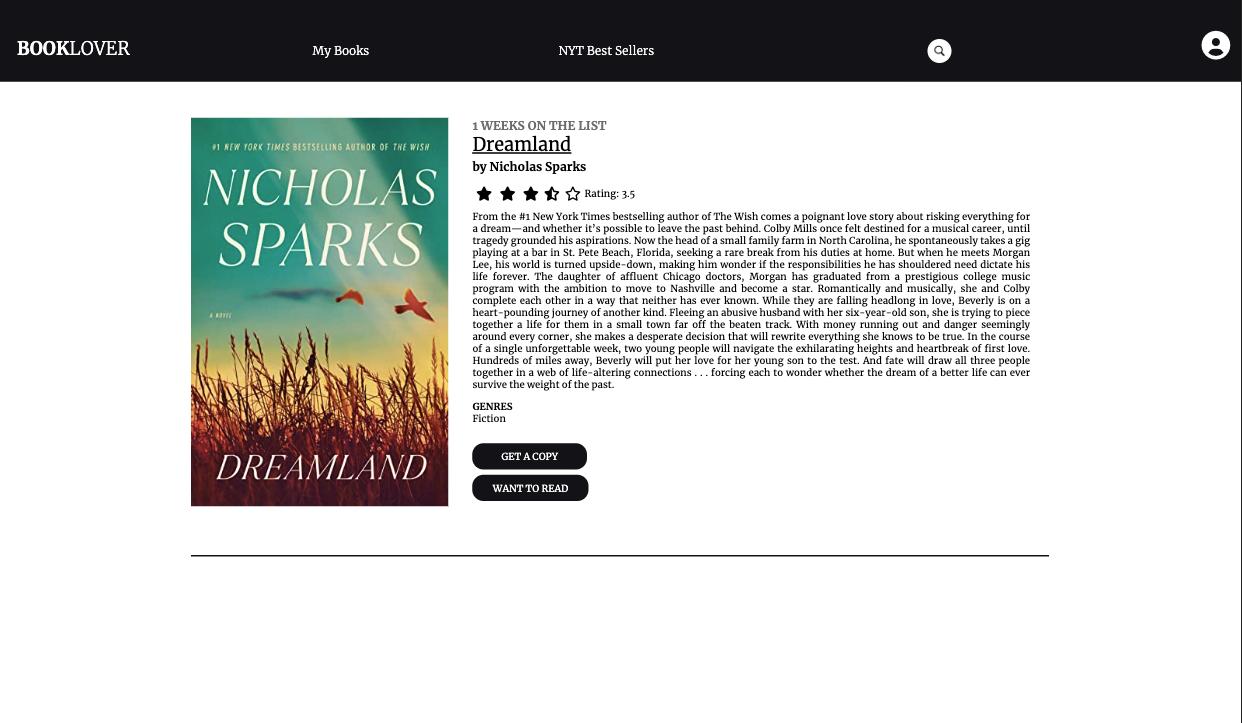 BOOKLOVER
My Books
NYT Best Sellers
#1 NEW YORK TIMES BESTSELLING AUTHOR OF THE WISH
NICHOLAS
SPARKS
A NOVEL
DREAMLAND
1 WEEKS ON THE LIST
Dreamland
by Nicholas Sparks
Rating: 3.5
From the #1 New York Times bestselling author of The Wish comes a poignant love story about risking everything for
a dream—and whether it's possible to leave the past behind. Colby Mills once felt destined for a musical career, until
tragedy grounded his aspirations. Now the head of a small family farm in North Carolina, he spontaneously takes a gig
playing at a bar in St. Pete Beach, Florida, seeking a rare break from his duties at home. But when he meets Morgan
Lee, his world is turned upside-down, making him wonder if the responsibilities he has shouldered need dictate his
life forever. The daughter of affluent Chicago doctors, Morgan has graduated from a prestigious college music
program with the ambition to move to Nashville and become a star. Romantically and musically, she and Colby
complete each other in a way that neither has ever known. While they are falling headlong in love, Beverly is on a
heart-pounding journey of another kind. Fleeing an abusive husband with her six-year-old son, she is trying to piece
together a life for them in a small town far off the beaten track. With money running out and danger seemingly
around every corner, she makes a desperate decision that will rewrite everything she knows to be true. In the course
of a single unforgettable week, two young people will navigate the exhilarating heights and heartbreak of first love.
Hundreds of miles away, Beverly will put her love for her young son to the test. And fate will draw all three people
together in a web of life-altering connections . . . forcing each to wonder whether the dream of a better life can ever
survive the weight of the past.
GENRES
Fiction
GET A COPY
WANT TO READ